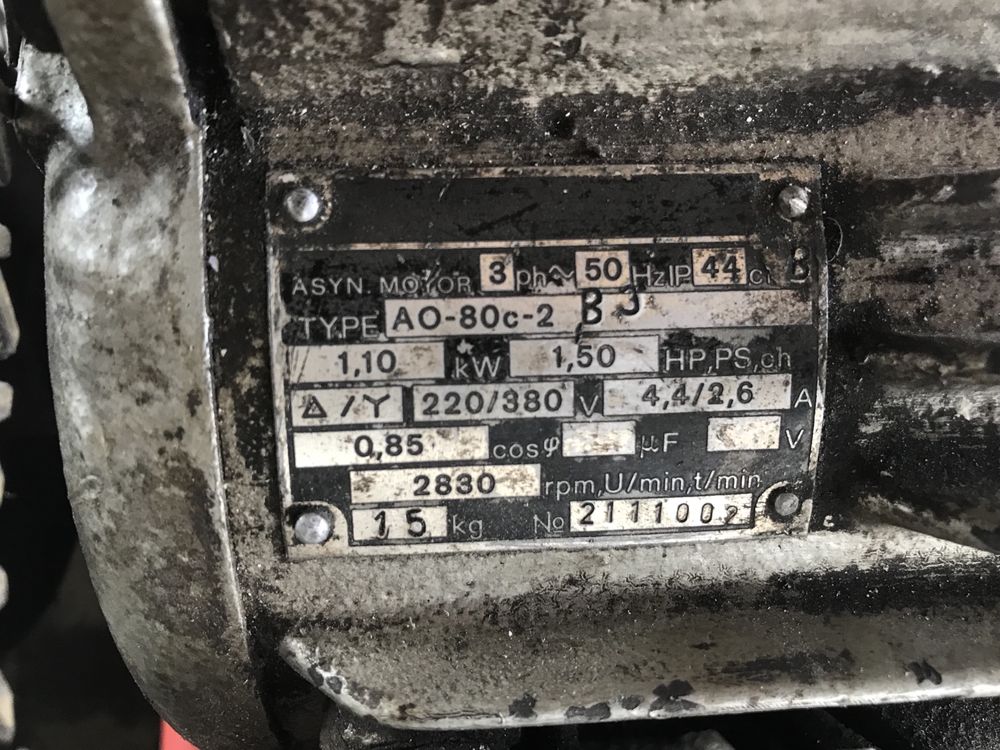 ASYN. MOTOR 3 ph~ 50 Hz IP 44 cl B
TYPE AO-80c-2 B3
1,10 kW 1,50 HP,PS,ch
Δ/Y 220/380 V 4,4/2,6 A
0,85 cosφ μF V
2830 rpm,U/min,t/min
15 kg № 2111002